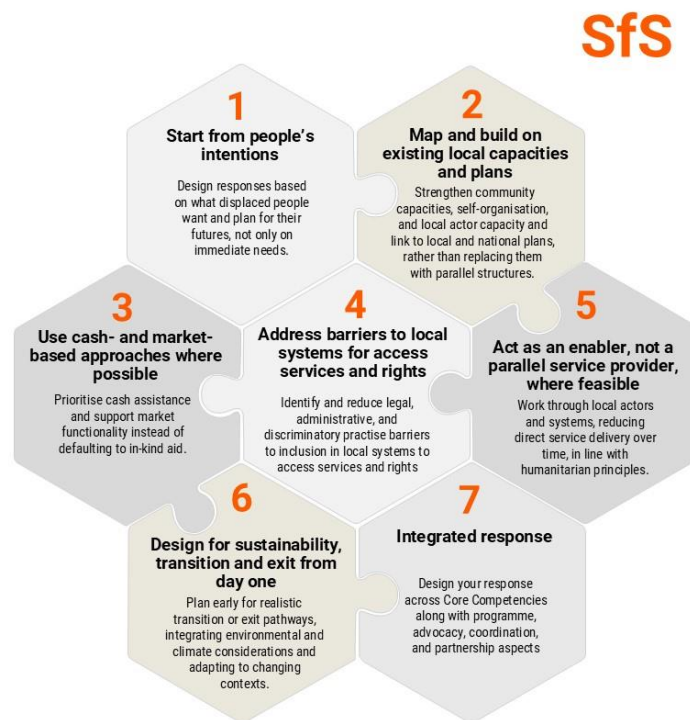 SfS
1
Start from people's
intentions
Design responses based
on what displaced people
want and plan for their
futures, not only on
immediate needs.
2
Map and build on
existing local capacities
and plans
Strengthen community
capacities, self-organisation,
and local actor capacity and
link to local and national plans,
rather than replacing them
with parallel structures.
3
Use cash- and market-
based approaches where
possible
Prioritise cash assistance
and support market
functionality instead of
defaulting to in-kind aid.
4
Address barriers to local
systems for access
services and rights
Identify and reduce legal,
administrative, and
discriminatory practise barriers
to inclusion in local systems to
access services and rights
5
Act as an enabler, not a
parallel service provider,
where feasible
Work through local actors
and systems, reducing
direct service delivery over
time, in line with
humanitarian principles.
6
Design for sustainability,
transition and exit from
day one
Plan early for realistic
transition or exit pathways,
integrating environmental and
climate considerations and
adapting to changing
contexts.
7
Integrated response
Design your response
across Core Competencies
along with programme,
advocacy, coordination,
and partnership aspects